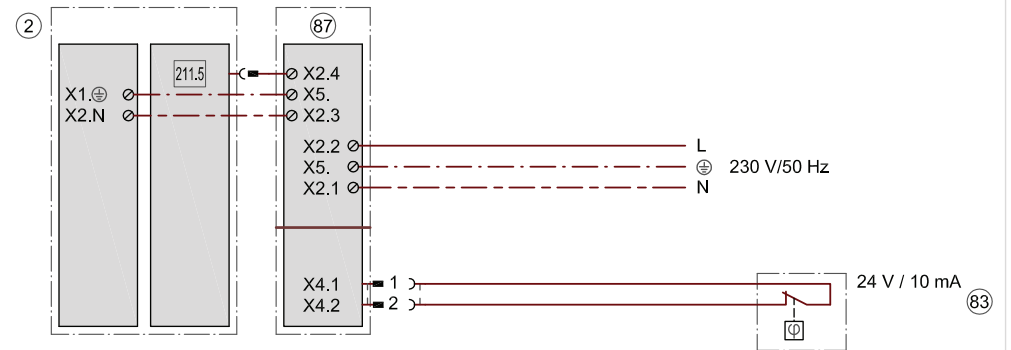 2
87
211.5
X2.4
X1.⏚
X5.
X2.N
X2.3
X2.2
L
X5.
⏚ 230 V/50 Hz
X2.1
N
X4.1
1
24 V / 10 mA
X4.2
2
83
φ